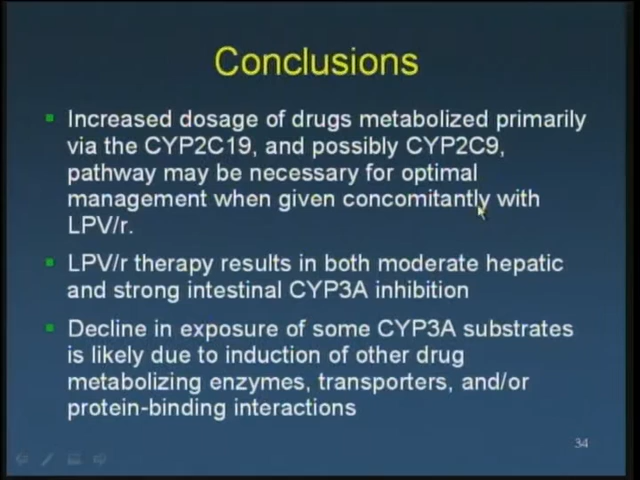 Conclusions
Increased dosage of drugs metabolized primarily
via the CYP2C19, and possibly CYP2C9,
pathway may be necessary for optimal
management when given concomitantly with
LPV/r.
LPV/r therapy results in both moderate hepatic
and strong intestinal CYP3A inhibition
Decline in exposure of some CYP3A substrates
is likely due to induction of other drug
metabolizing enzymes, transporters, and/or
protein-binding interactions
34